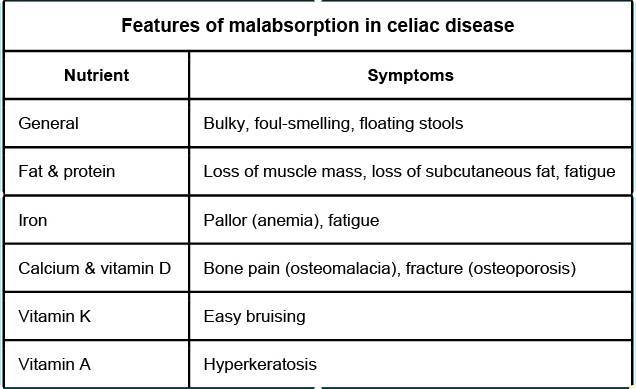 Features of malabsorption in celiac disease
Nutrient Symptoms
General Bulky, foul-smelling, floating stools
Fat & protein Loss of muscle mass, loss of subcutaneous fat, fatigue
Iron Pallor (anemia), fatigue
Calcium & vitamin D Bone pain (osteomalacia), fracture (osteoporosis)
Vitamin K Easy bruising
Vitamin A Hyperkeratosis